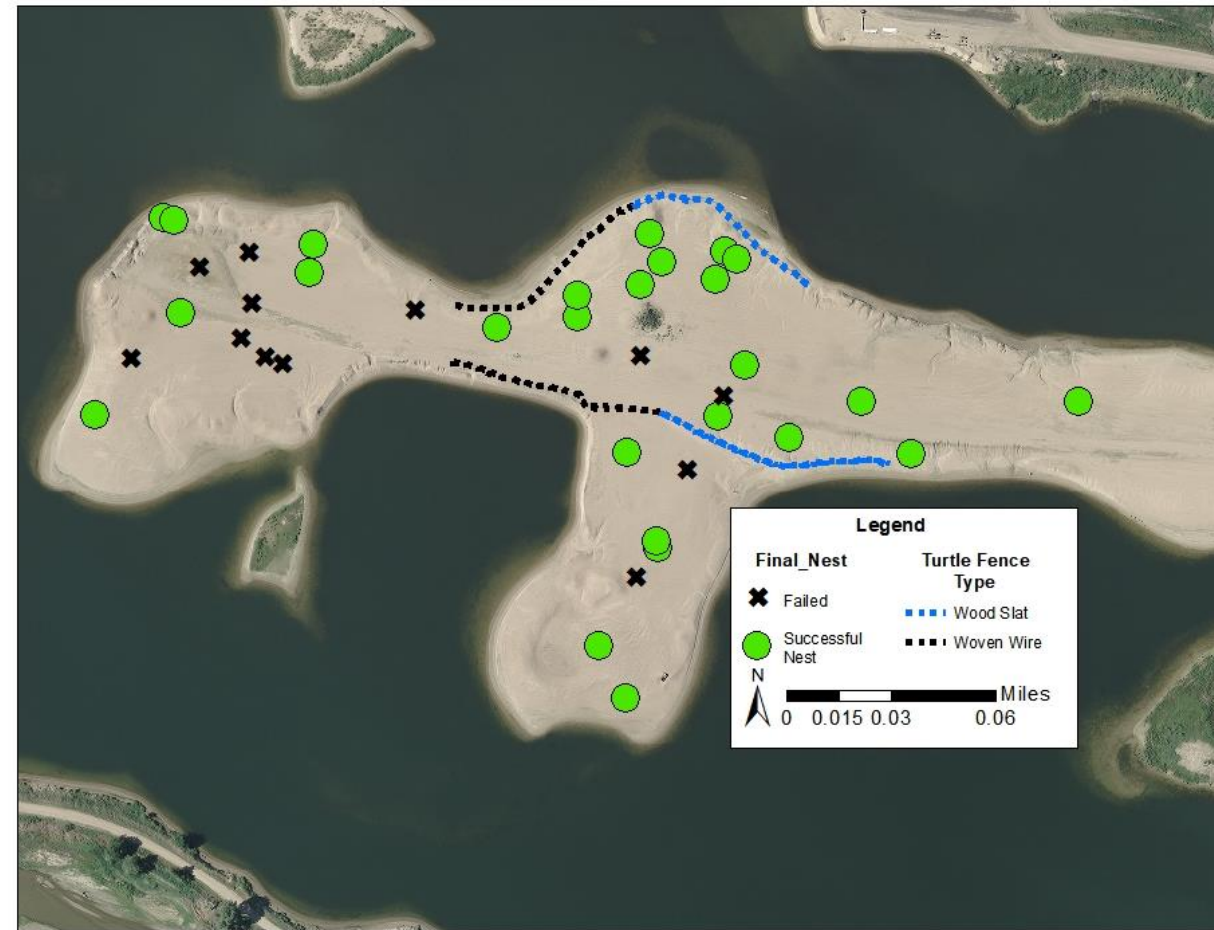 Legend
Final_Nest
Failed
Successful
Nest
Turtle Fence
Type
Wood Slat
Woven Wire
N
Miles
0 0.015 0.03 0.06